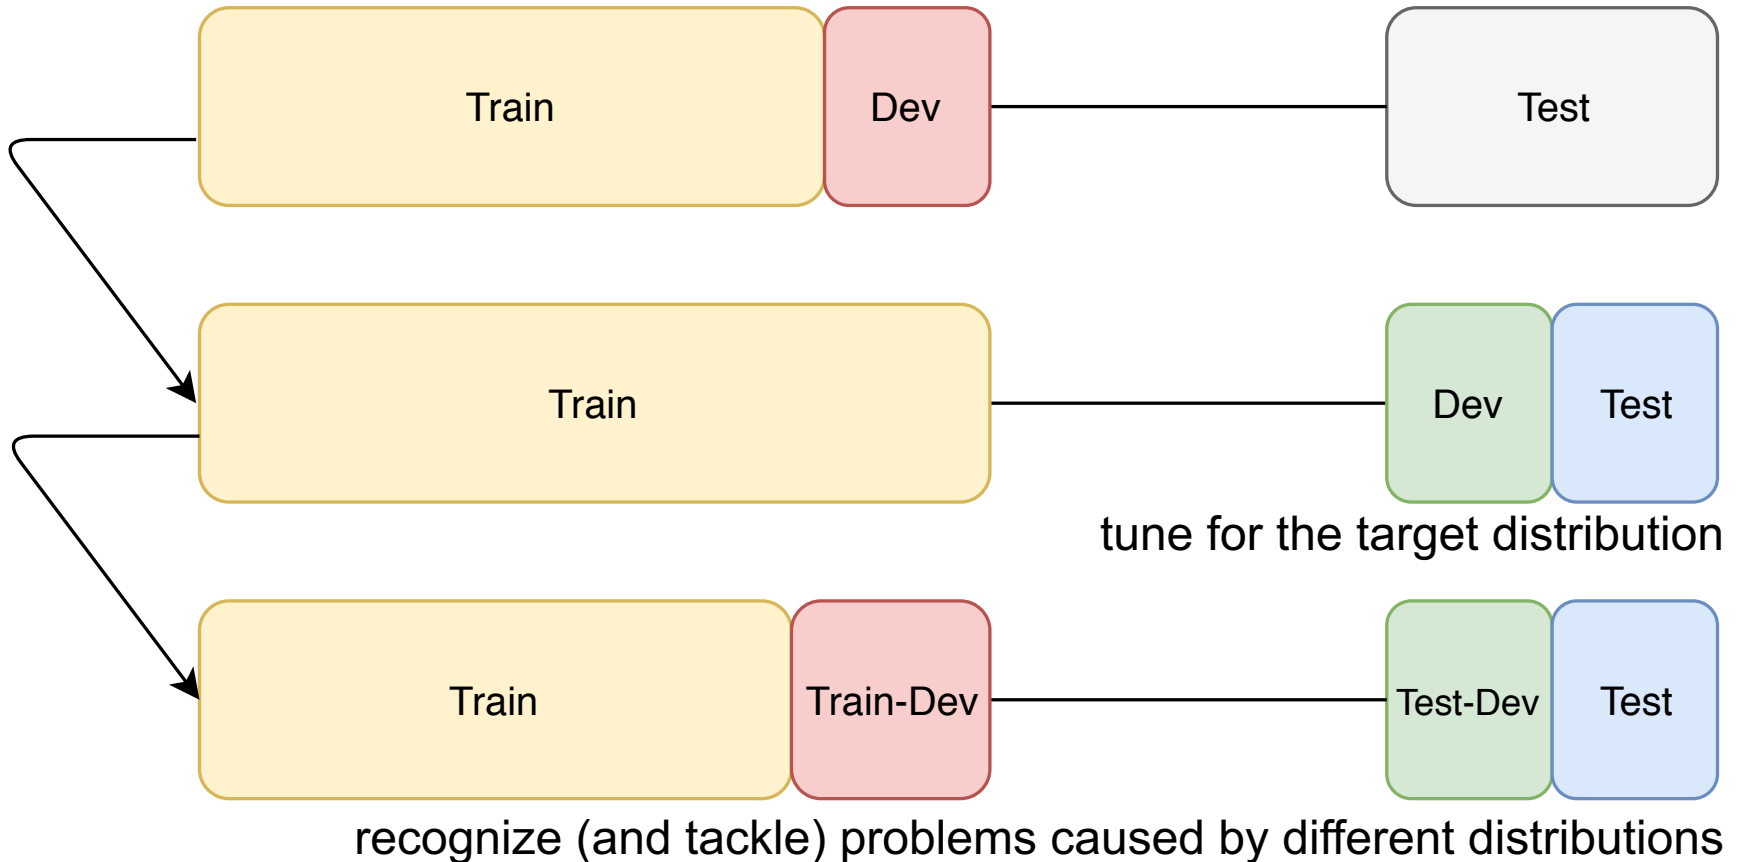 Train
Dev
Test
Train
Dev
Test
tune for the target distribution
Train
Train-Dev
Test-Dev
Test
recognize (and tackle) problems caused by different distributions